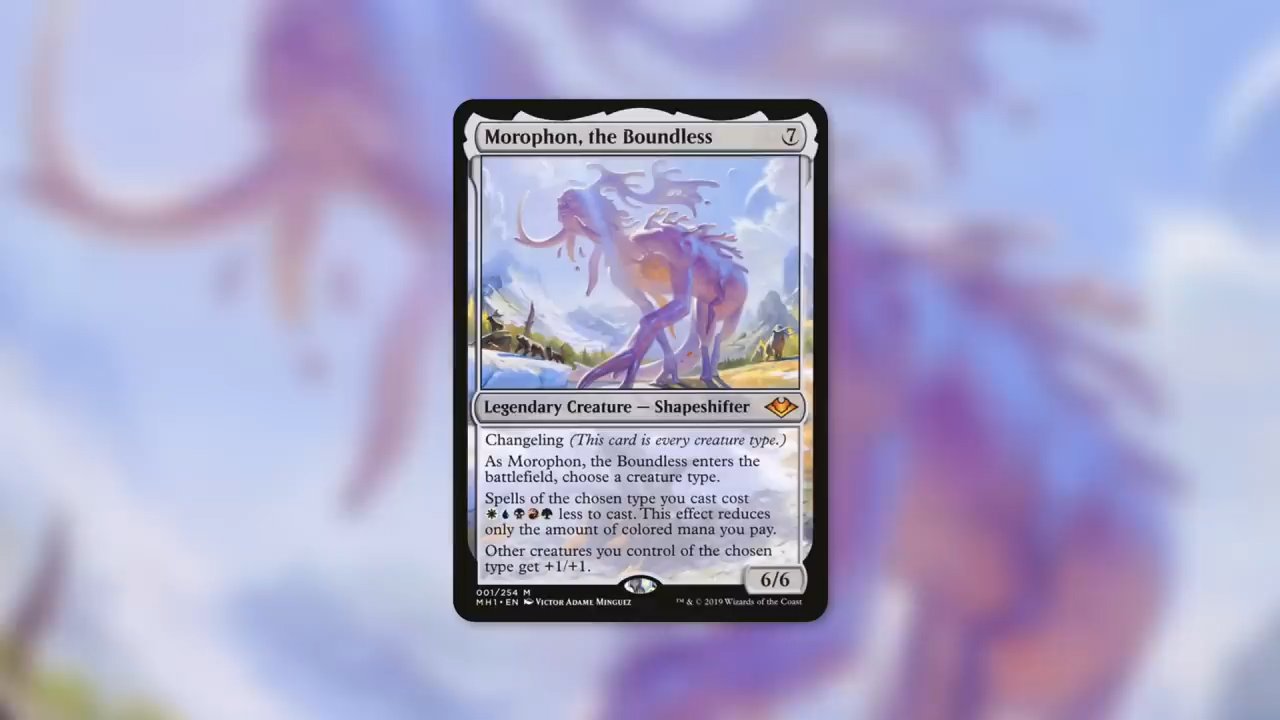 Morophon, the Boundless 7
Legendary Creature — Shapeshifter
Changeling (This card is every creature type.)
As Morophon, the Boundless enters the
battlefield, choose a creature type.
Spells of the chosen type you cast cost
less to cast. This effect reduces
only the amount of colored mana you pay.
Other creatures you control of the chosen
type get +1/+1.
6/6
001/254 M
MH1 • EN Victor Adame Minguez
™ & © 2019 Wizards of the Coast